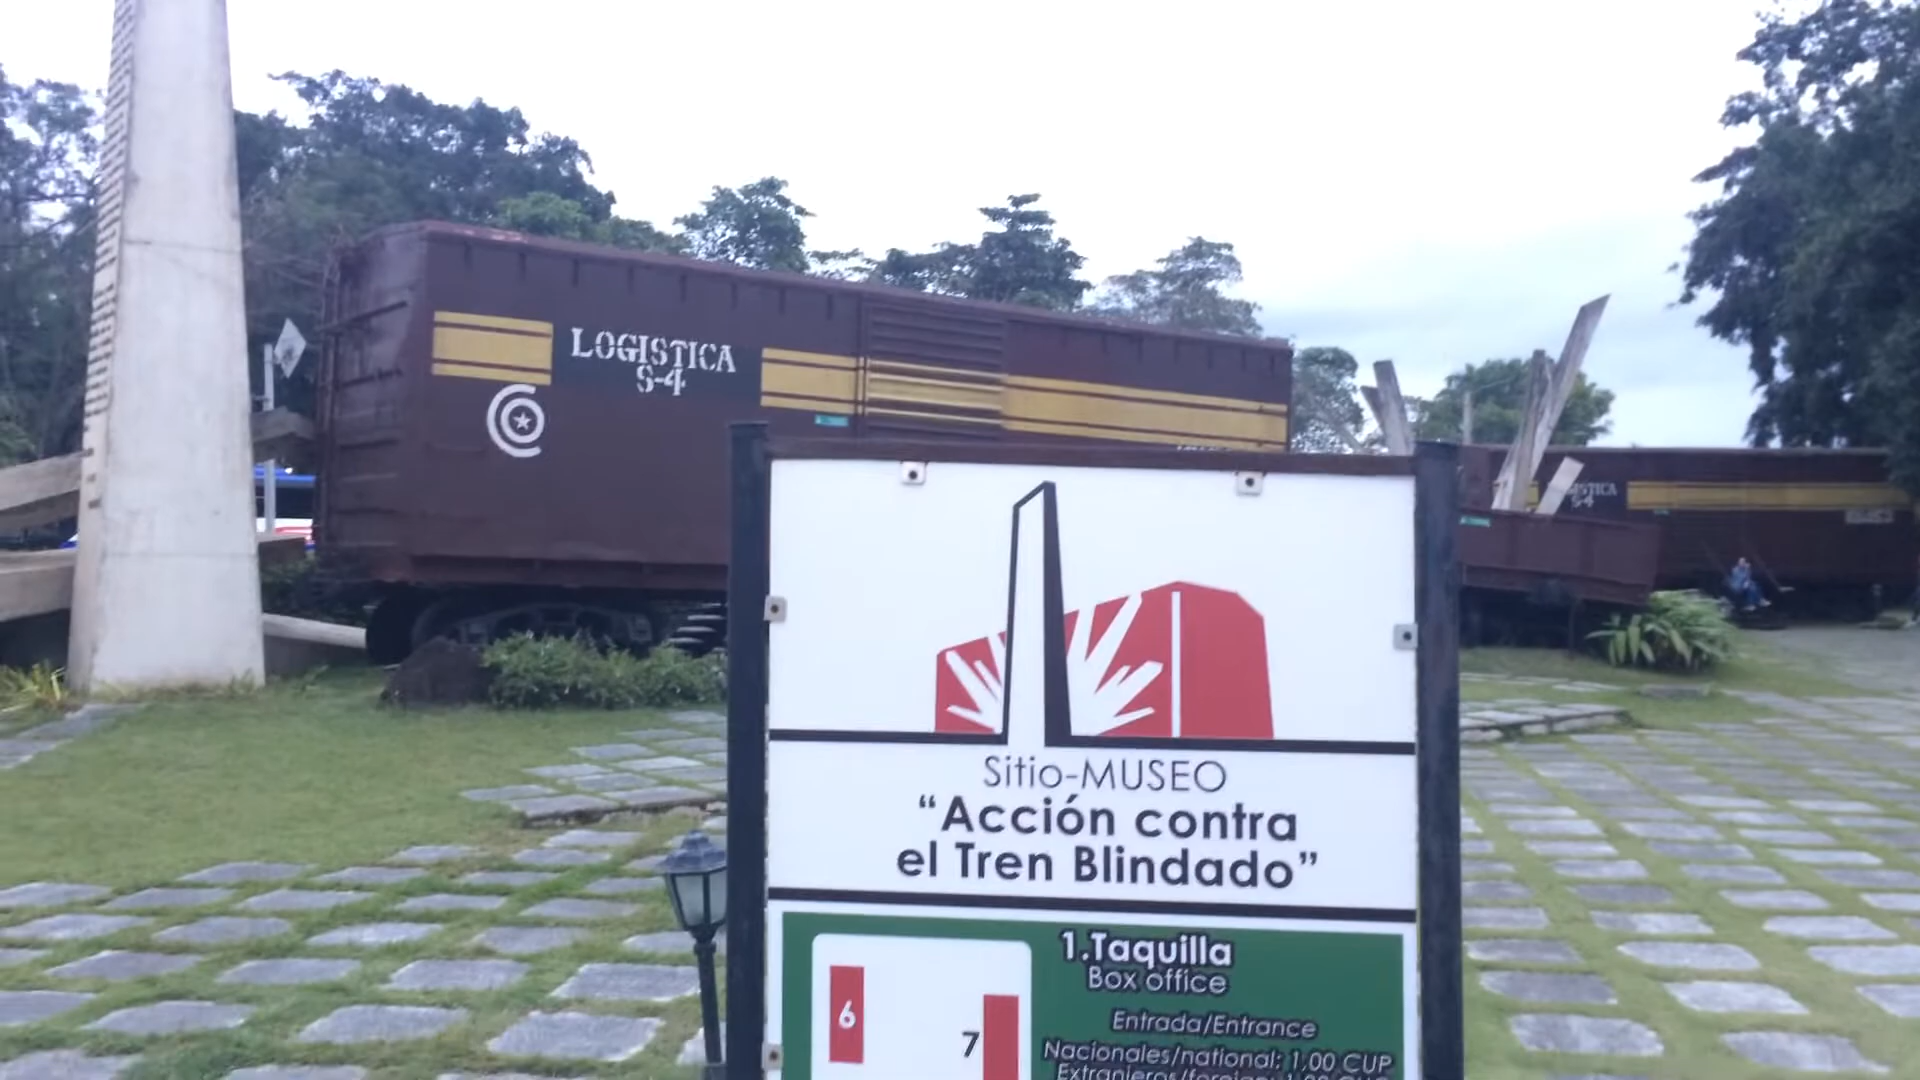 LOGISTICA
S-4
Sitio-MUSEO
“Acción contra
el Tren Blindado”
1.Taquilla
Box office
Entrada/Entrance
Nacionales/national: 1,00 CUP
6
7
S-4